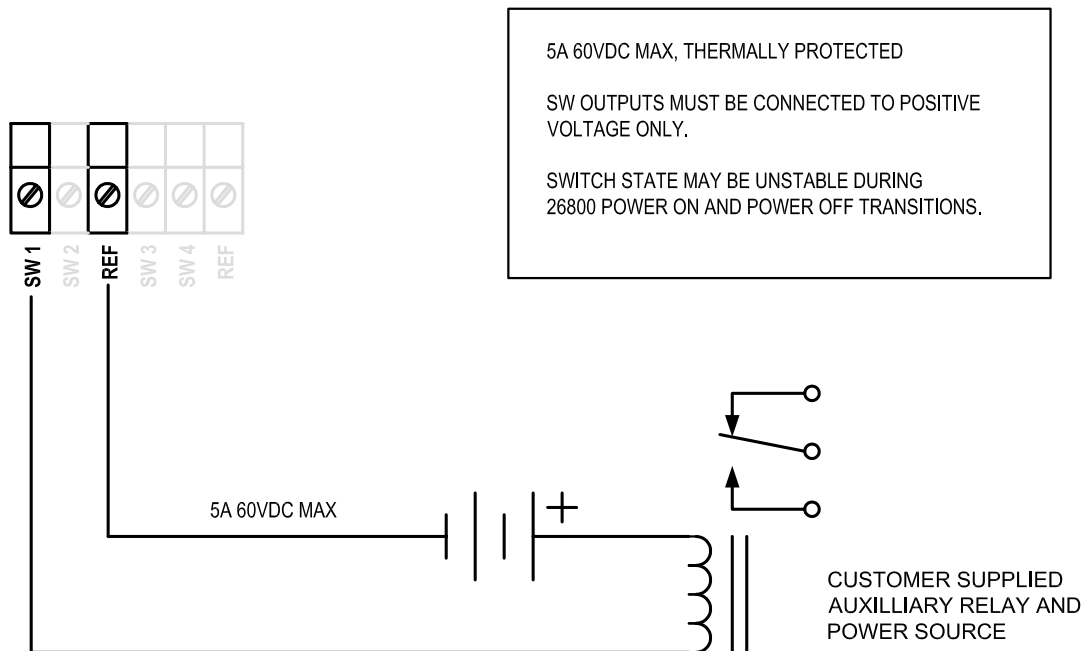 5A 60VDC MAX, THERMALLY PROTECTED
SW OUTPUTS MUST BE CONNECTED TO POSITIVE
VOLTAGE ONLY.
SWITCH STATE MAY BE UNSTABLE DURING
26800 POWER ON AND POWER OFF TRANSITIONS.
SW 1
SW 2
REF
SW 3
SW 4
REF
5A 60VDC MAX
+
CUSTOMER SUPPLIED
AUXILLIARY RELAY AND
POWER SOURCE